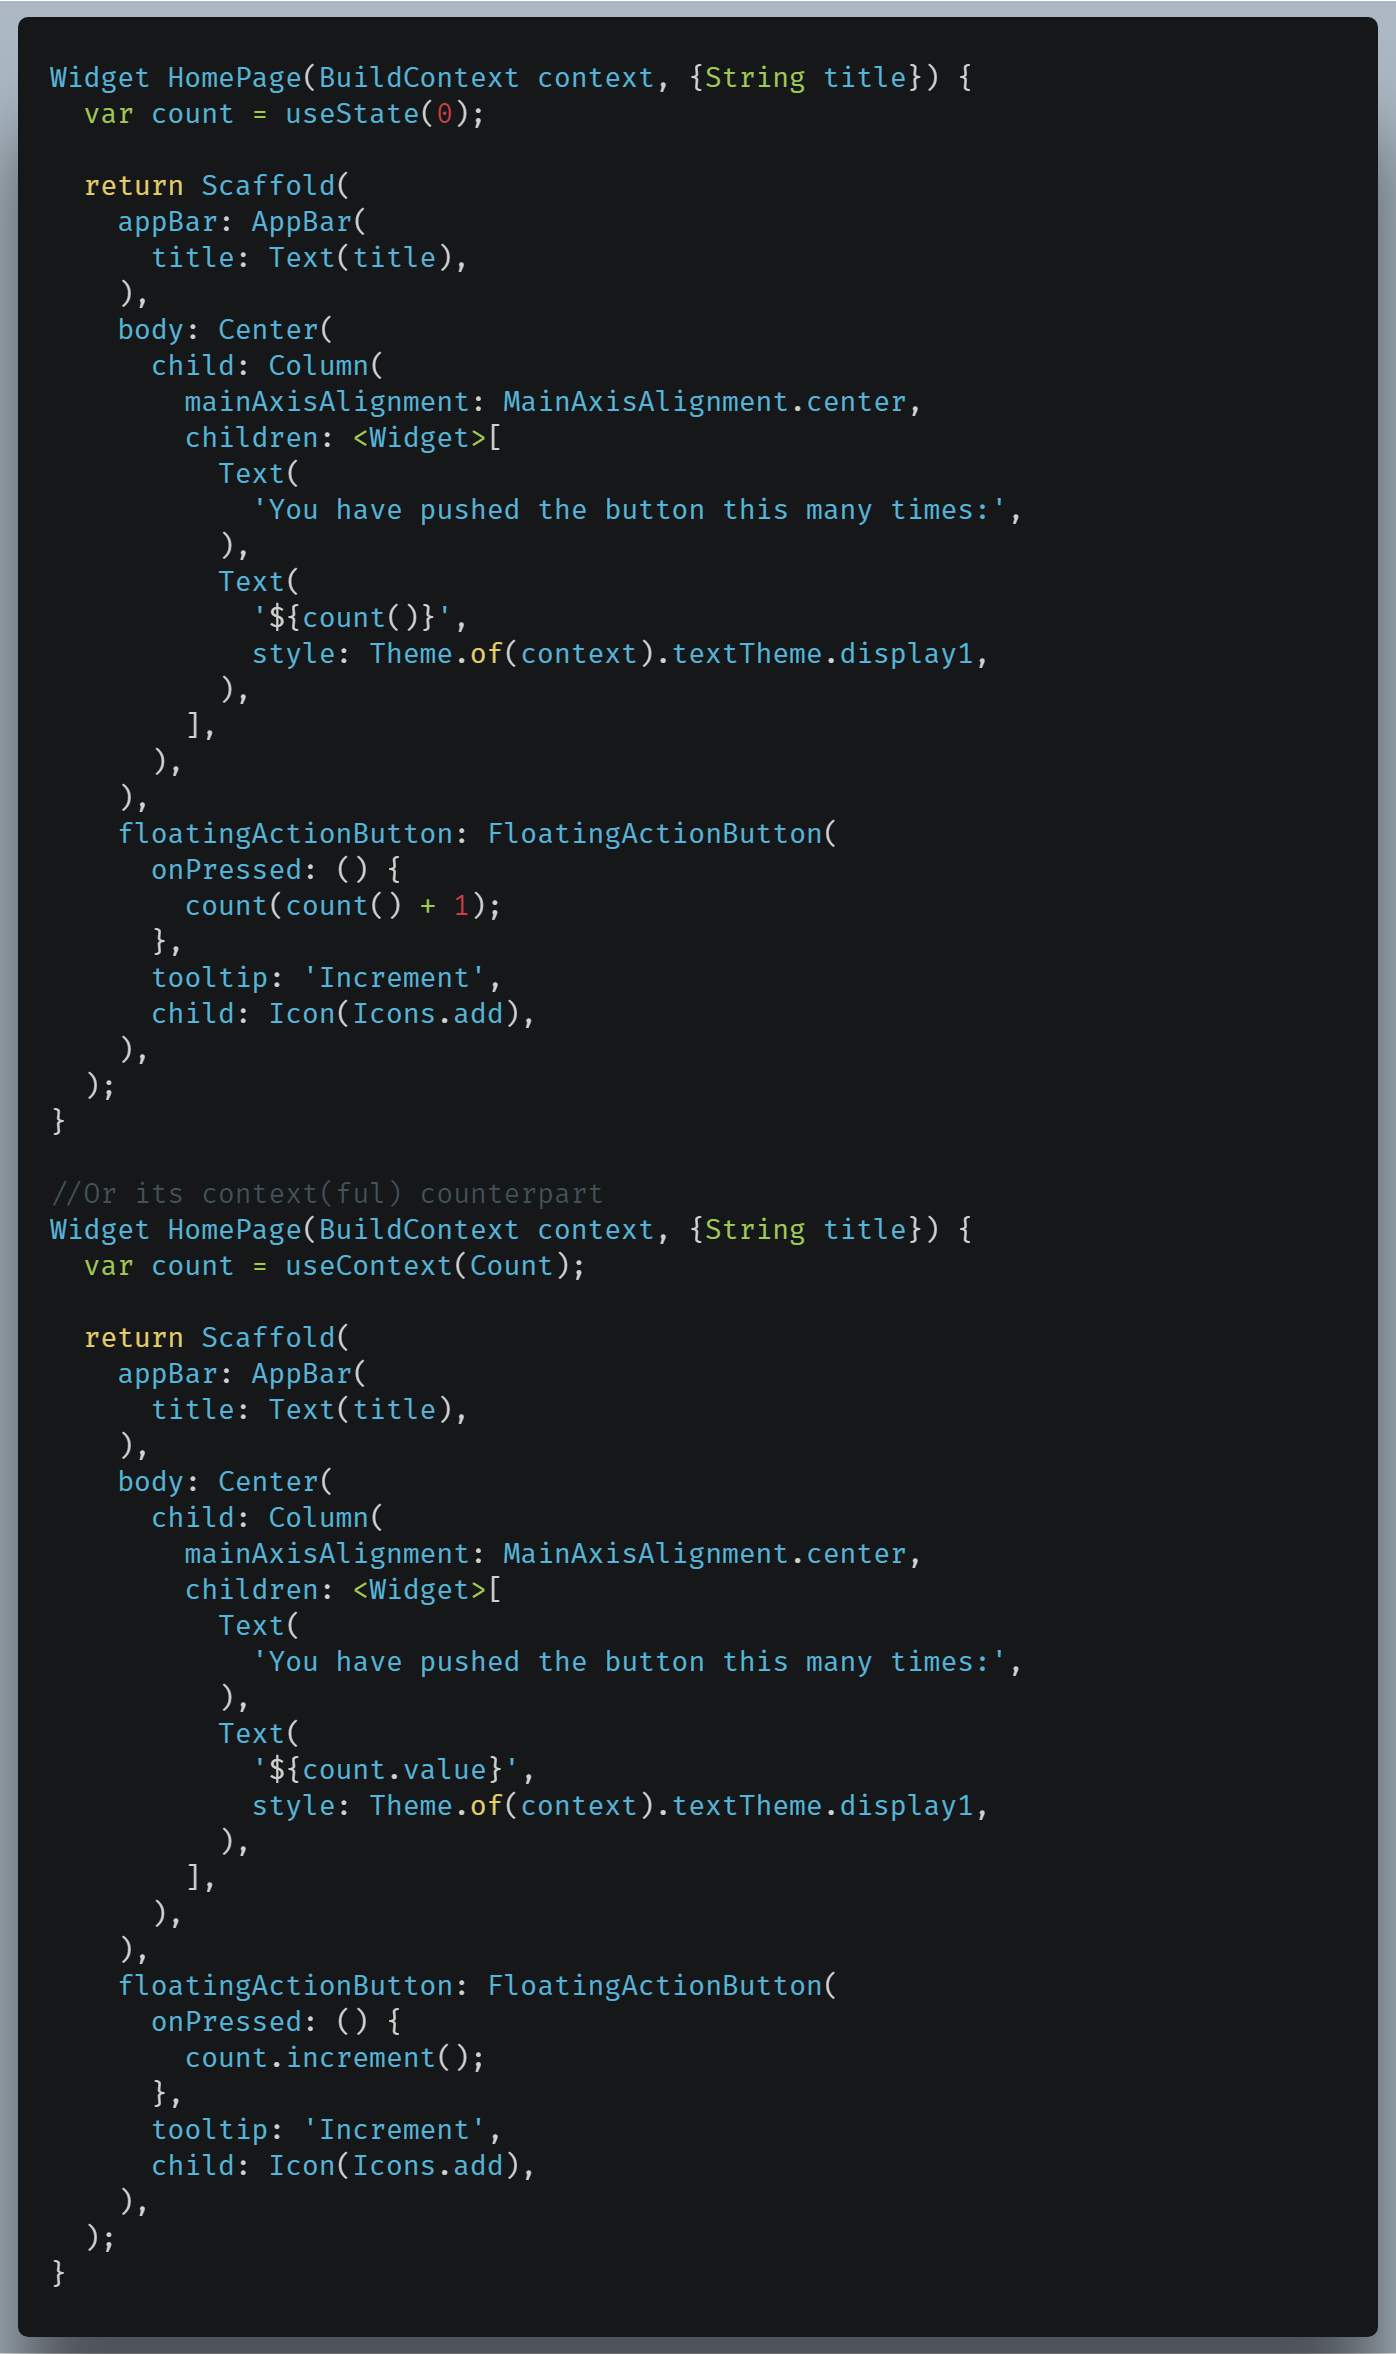 Widget HomePage(BuildContext context, {String title}) {
  var count = useState(0);

  return Scaffold(
    appBar: AppBar(
      title: Text(title),
    ),
    body: Center(
      child: Column(
        mainAxisAlignment: MainAxisAlignment.center,
        children: <Widget>[
          Text(
            'You have pushed the button this many times:',
          ),
          Text(
            '${count()}',
            style: Theme.of(context).textTheme.display1,
          ),
        ],
      ),
    ),
    floatingActionButton: FloatingActionButton(
      onPressed: () {
        count(count() + 1);
      },
      tooltip: 'Increment',
      child: Icon(Icons.add),
    ),
  );
}

//Or its context(ful) counterpart
Widget HomePage(BuildContext context, {String title}) {
  var count = useContext(Count);

  return Scaffold(
    appBar: AppBar(
      title: Text(title),
    ),
    body: Center(
      child: Column(
        mainAxisAlignment: MainAxisAlignment.center,
        children: <Widget>[
          Text(
            'You have pushed the button this many times:',
          ),
          Text(
            '${count.value}',
            style: Theme.of(context).textTheme.display1,
          ),
        ],
      ),
    ),
    floatingActionButton: FloatingActionButton(
      onPressed: () {
        count.increment();
      },
      tooltip: 'Increment',
      child: Icon(Icons.add),
    ),
  );
}